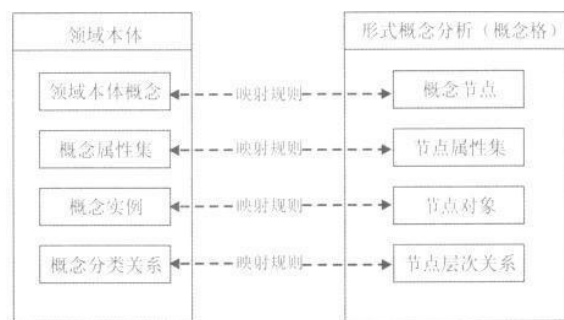 领域本体
形式概念分析（概念格）
领域本体概念
映射规则
概念节点
概念属性集
映射规则
节点属性集
概念实例
映射规则
节点对象
概念分类关系
映射规则
节点层次关系